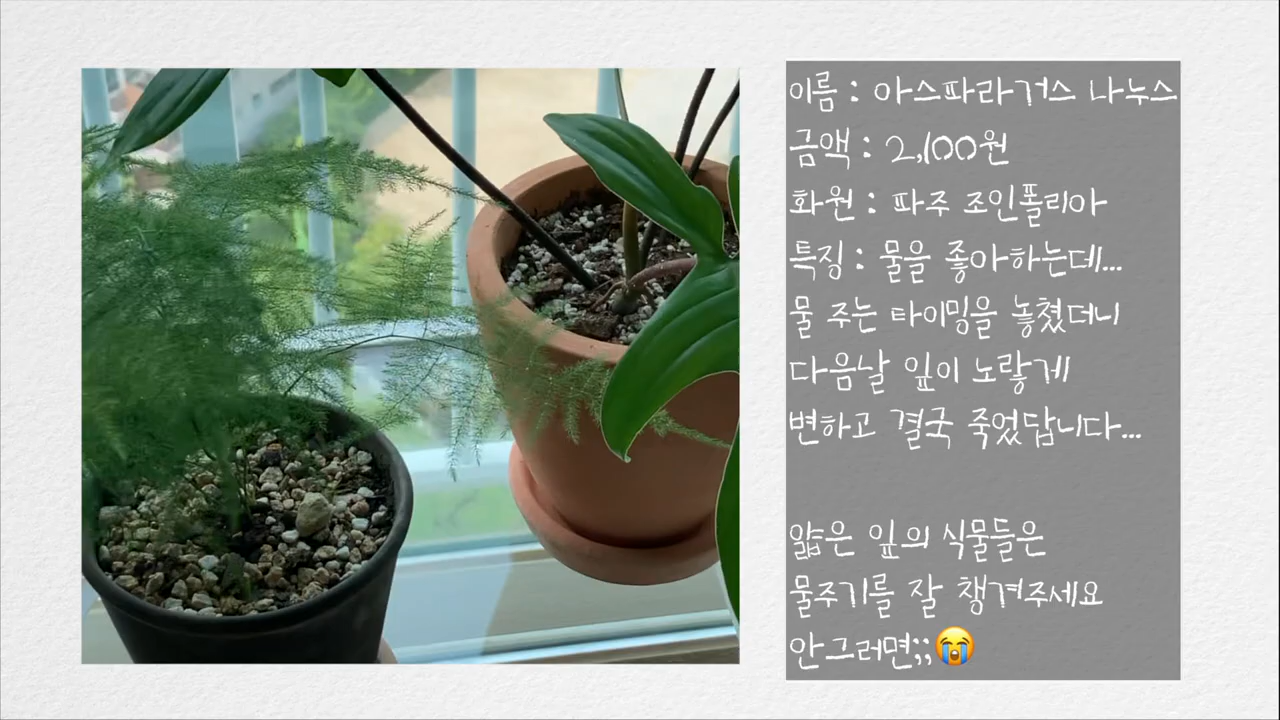 이름 : 아스파라거스 나누스
금액 : 2,100원
화원 : 파주 조인폴리아
특징 : 물을 좋아하는데...
물 주는 타이밍을 놓쳤더니
다음날 잎이 노랗게
변하고 결국 죽었답니다...
얇은 잎의 식물들은
물주기를 잘 챙겨주세요
안그러면;;😭